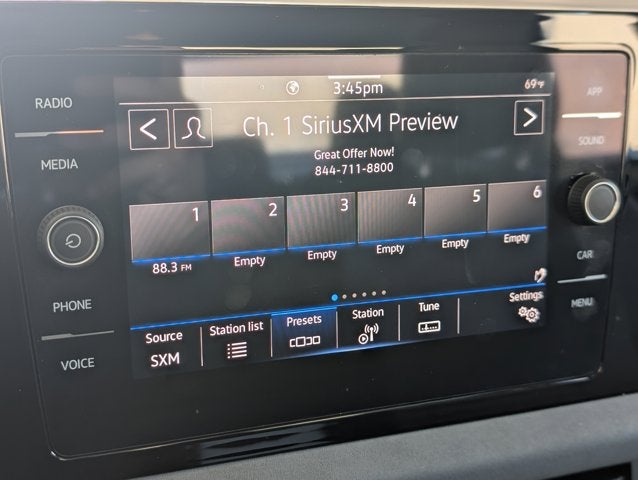 RADIO
MEDIA
PHONE
VOICE
3:45pm
69°F
Ch. 1 SiriusXM Preview
Great Offer Now!
844-711-8800
1 2 3 4 5 6
88.3 FM Empty Empty Empty Empty Empty
Source
SXM
Station list
Presets
Station
Tune
Settings
APP
SOUND
CAR
MENU